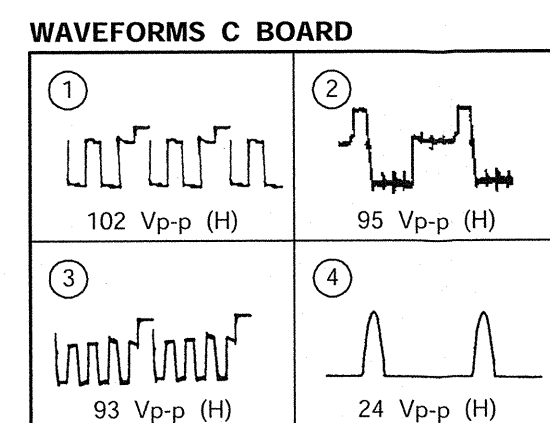 WAVEFORMS C BOARD
1
2
102 Vp-p (H)
95 Vp-p (H)
3
4
93 Vp-p (H)
24 Vp-p (H)